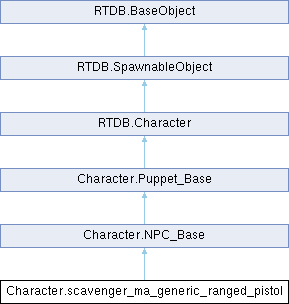 RTDB.BaseObject
RTDB.SpawnableObject
RTDB.Character
Character.Puppet_Base
Character.NPC_Base
Character.scavenger_ma_generic_ranged_pistol